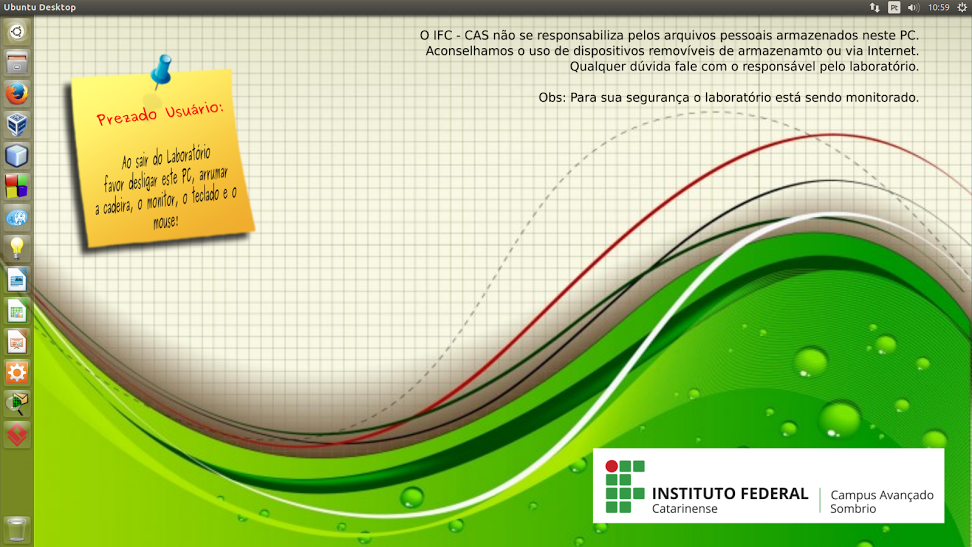 Ubuntu Desktop
Pt
10:59
O IFC - CAS não se responsabiliza pelos arquivos pessoais armazenados neste PC.
Aconselhamos o uso de dispositivos removíveis de armazenamto ou via Internet.
Qualquer dúvida fale com o responsável pelo laboratório.
Obs: Para sua segurança o laboratório está sendo monitorado.
Prezado Usuário:
Ao sair do Laboratório
favor desligar este PC, arrumar
a cadeira, o monitor, o teclado e o
mouse!
INSTITUTO FEDERAL
Catarinense
Campus Avançado
Sombrio